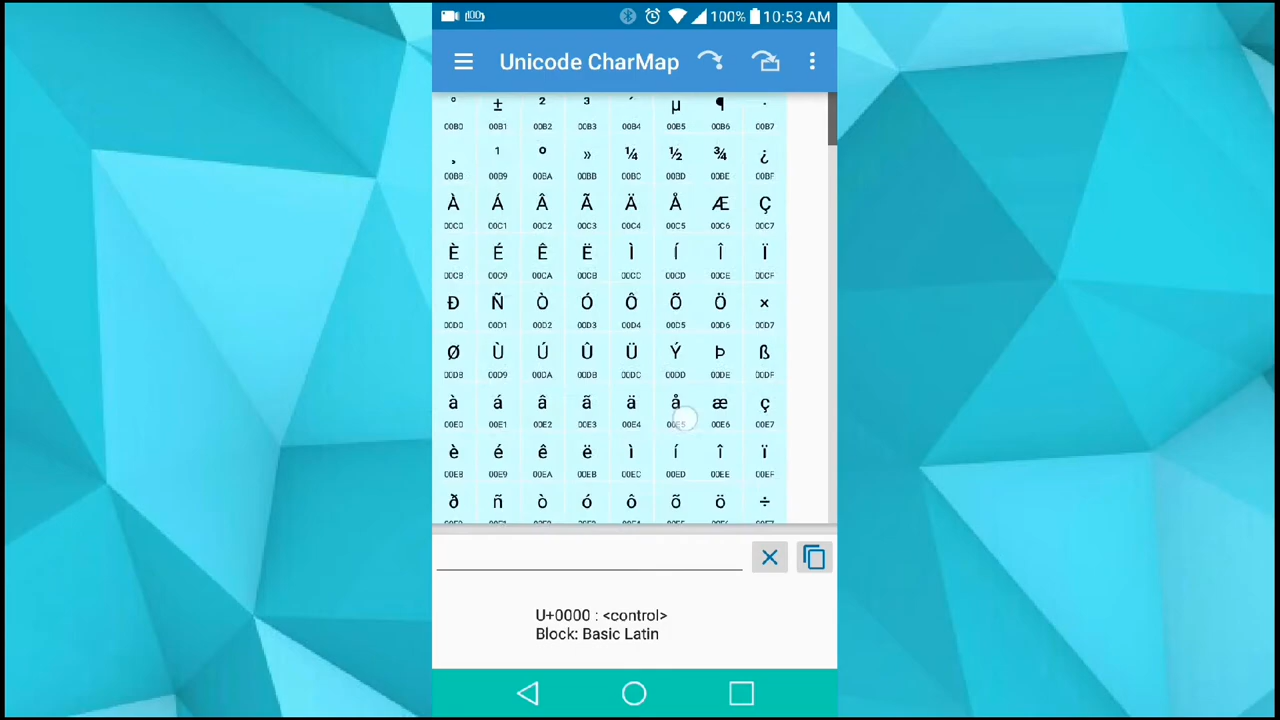 100% 10:53 AM
Unicode CharMap
° ± ² ³ ´ µ ¶ ·
00B0 00B1 00B2 00B3 00B4 00B5 00B6 00B7
¸ ¹ º » ¼ ½ ¾ ¿
00B8 00B9 00BA 00BB 00BC 00BD 00BE 00BF
À Á Â Ã Ä Å Æ Ç
00C0 00C1 00C2 00C3 00C4 00C5 00C6 00C7
È É Ê Ë Ì Í Î Ï
00C8 00C9 00CA 00CB 00CC 00CD 00CE 00CF
Ð Ñ Ò Ó Ô Õ Ö ×
00D0 00D1 00D2 00D3 00D4 00D5 00D6 00D7
Ø Ù Ú Û Ü Ý Þ ß
00D8 00D9 00DA 00DB 00DC 00DD 00DE 00DF
à á â ã ä å æ ç
00E0 00E1 00E2 00E3 00E4 00E5 00E6 00E7
è é ê ë ì í î ï
00E8 00E9 00EA 00EB 00EC 00ED 00EE 00EF
ð ñ ò ó ô õ ö ÷
U+0000 : <control>
Block: Basic Latin